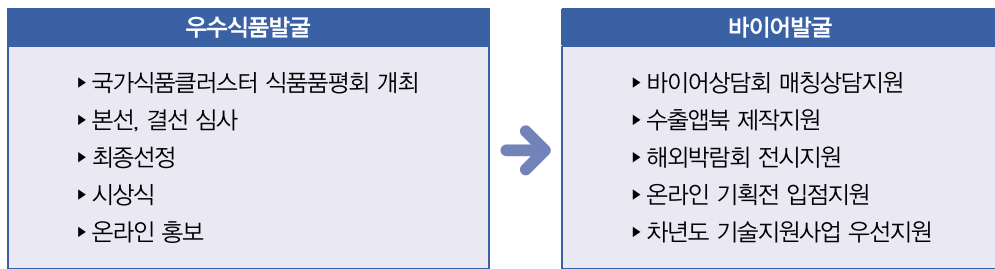 우수식품발굴
▸국가식품클러스터 식품품평회 개최
▸본선, 결선 심사
▸최종선정
▸시상식
▸온라인 홍보
바이어발굴
▸바이어상담회 매칭상담지원
▸수출앱북 제작지원
▸해외박람회 전시지원
▸온라인 기획전 입점지원
▸차년도 기술지원사업 우선지원